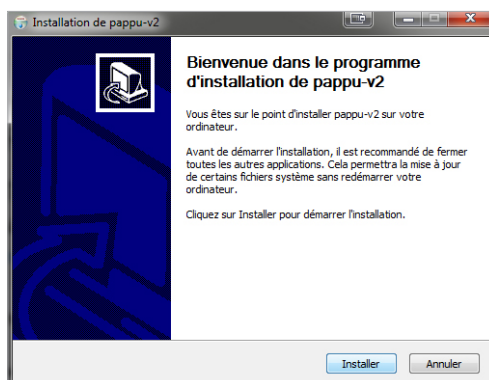 Installation de pappu-v2
Bienvenue dans le programme
d'installation de pappu-v2
Vous êtes sur le point d'installer pappu-v2 sur votre
ordinateur.
Avant de démarrer l'installation, il est recommandé de fermer
toutes les autres applications. Cela permettra la mise à jour
de certains fichiers système sans redémarrer votre
ordinateur.
Cliquez sur Installer pour démarrer l'installation.
Installer Annuler